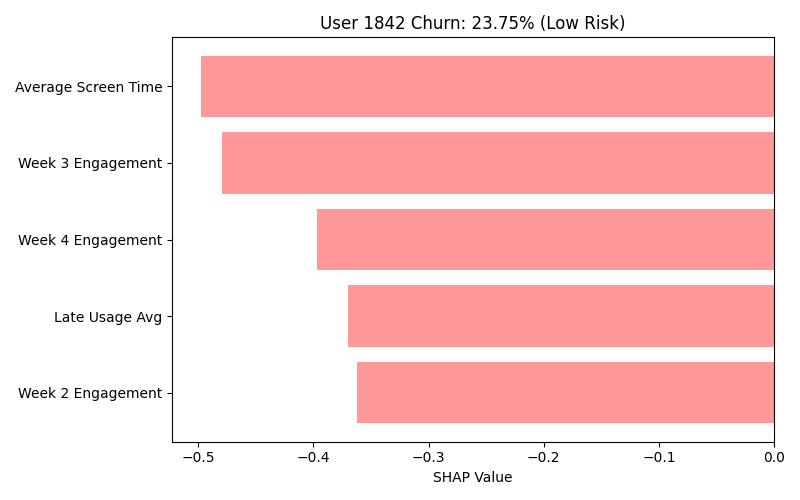 User 1842 Churn: 23.75% (Low Risk)
Average Screen Time
Week 3 Engagement
Week 4 Engagement
Late Usage Avg
Week 2 Engagement
−0.5 −0.4 −0.3 −0.2 −0.1 0.0
SHAP Value